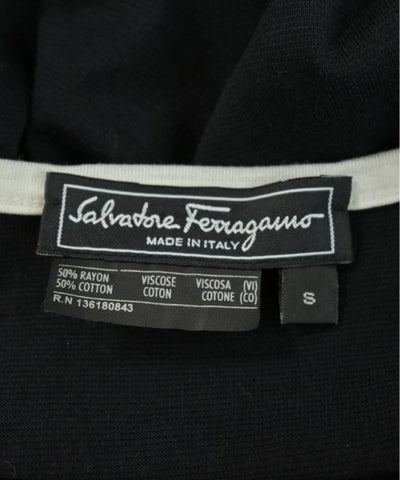 Salvatore Ferragamo
MADE IN ITALY
50% RAYON VISCOSE VISCOSA (VI)
50% COTTON COTON COTONE (CO)
R.N 136180843
S